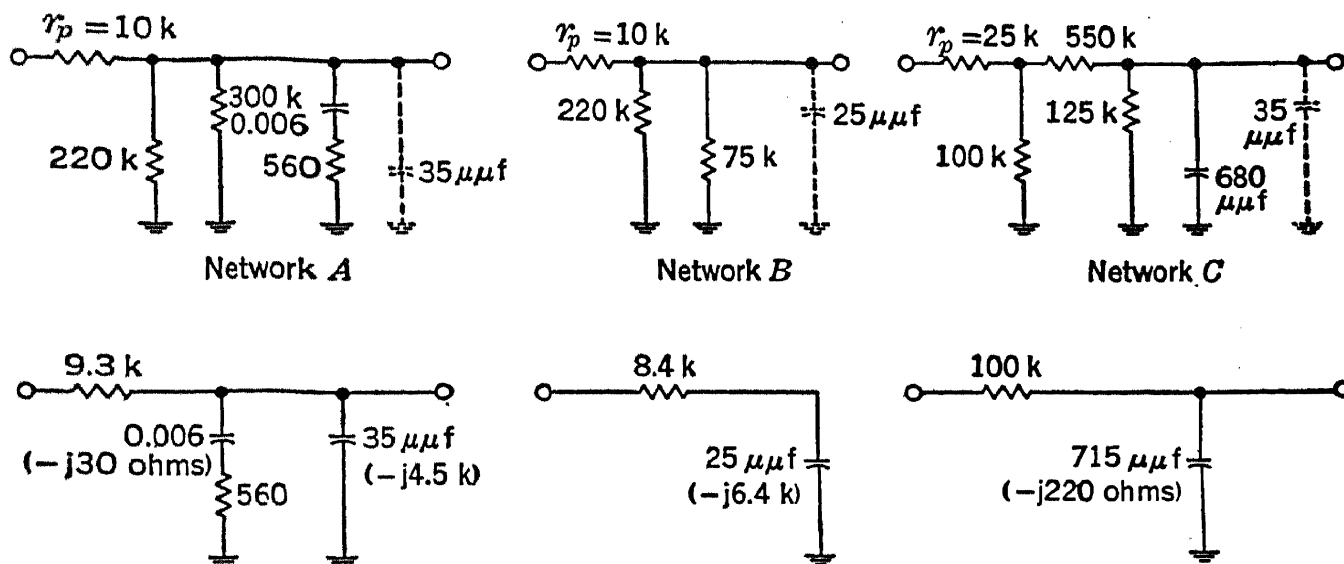 r_p = 10 k
220 k
300 k
0.006
560
35 μμf
Network A
r_p = 10 k
220 k
75 k
25 μμf
Network B
r_p = 25 k
550 k
100 k
125 k
680
μμf
35
μμf
Network C
9.3 k
0.006
(-j30 ohms)
560
35 μμf
(-j4.5 k)
8.4 k
25 μμf
(-j6.4 k)
100 k
715 μμf
(-j220 ohms)